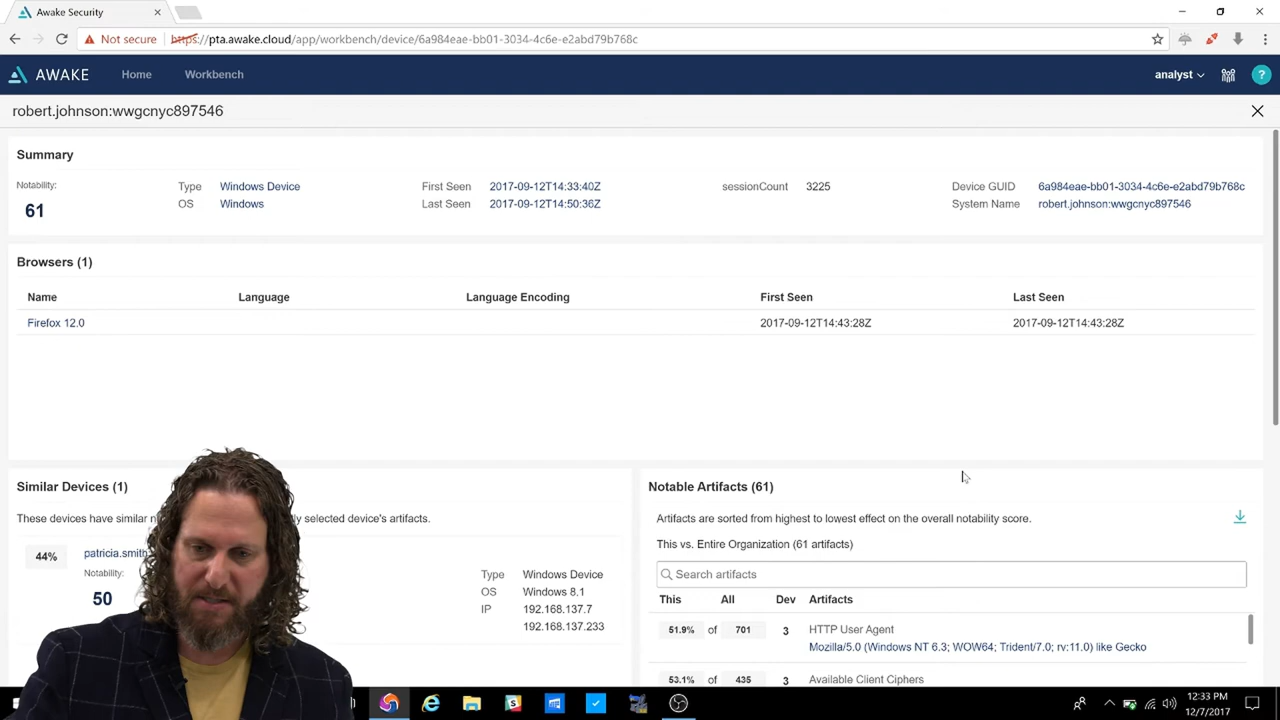 Awake Security
Not secure https://pta.awake.cloud/app/workbench/device/6a984eae-bb01-3034-4c6e-e2abd79b768c
AWAKE Home Workbench analyst ?
robert.johnson:wwgcnyc897546
Summary
Notability:
61
Type Windows Device First Seen 2017-09-12T14:33:40Z sessionCount 3225 Device GUID 6a984eae-bb01-3034-4c6e-e2abd79b768c
OS Windows Last Seen 2017-09-12T14:50:36Z System Name robert.johnson:wwgcnyc897546
Browsers (1)
Name Language Language Encoding First Seen Last Seen
Firefox 12.0 2017-09-12T14:43:28Z 2017-09-12T14:43:28Z
Similar Devices (1)
These devices have similar selected device's artifacts.
44% patricia.smith
Notability:
50
Type Windows Device
OS Windows 8.1
IP 192.168.137.7
192.168.137.233
Notable Artifacts (61)
Artifacts are sorted from highest to lowest effect on the overall notability score.
This vs. Entire Organization (61 artifacts)
Search artifacts
This All Dev Artifacts
51.9% of 701 3 HTTP User Agent
Mozilla/5.0 (Windows NT 6.3; WOW64; Trident/7.0; rv:11.0) like Gecko
53.1% of 435 3 Available Client Ciphers
12:33 PM
12/7/2017